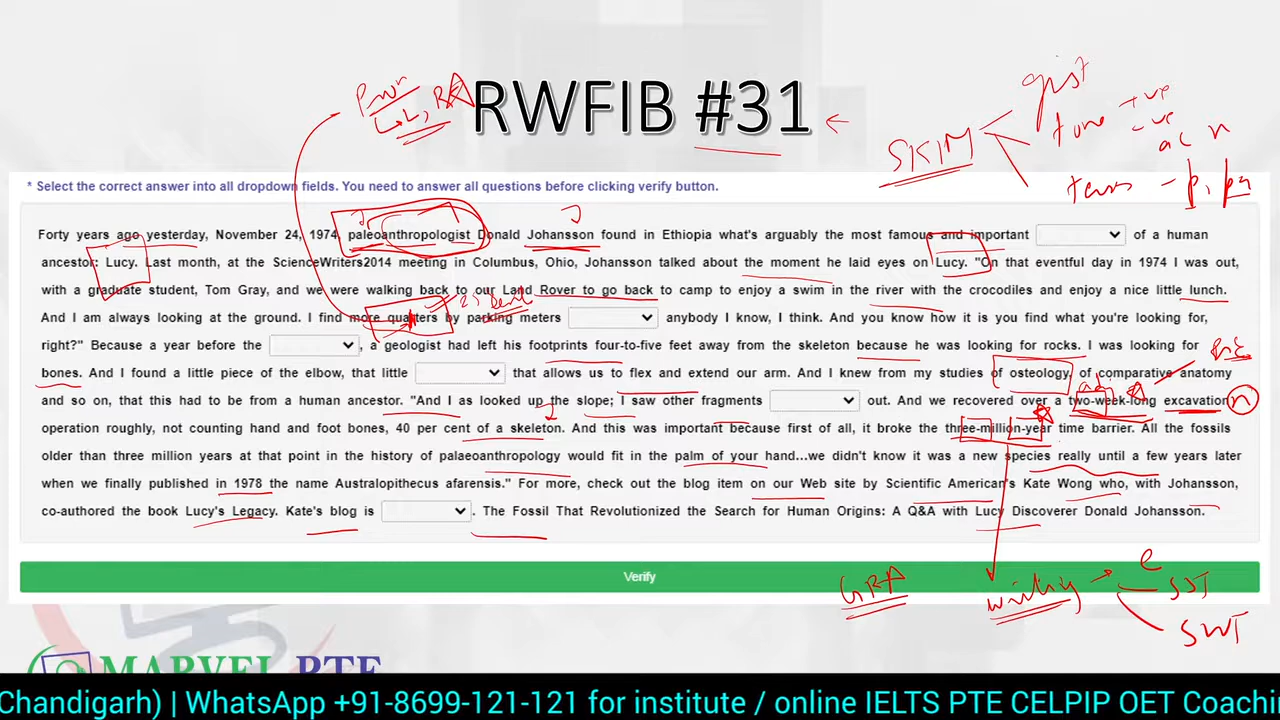 RWFIB #31
SKIM
gist
tone +ve
-ve
* Select the correct answer into all dropdown fields. You need to answer all questions before clicking verify button.
Forty years ago yesterday, November 24, 1974, paleoanthropologist Donald Johansson found in Ethiopia what's arguably the most famous and important of a human
ancestor: Lucy. Last month, at the ScienceWriters2014 meeting in Columbus, Ohio, Johansson talked about the moment he laid eyes on Lucy. "On that eventful day in 1974 I was out,
with a graduate student, Tom Gray, and we were walking back to our Land Rover to go back to camp to enjoy a swim in the river with the crocodiles and enjoy a nice little lunch.
And I am always looking at the ground. I find more quarters by parking meters anybody I know, I think. And you know how it is you find what you're looking for,
right?" Because a year before the , a geologist had left his footprints four-to-five feet away from the skeleton because he was looking for rocks. I was looking for
bones. And I found a little piece of the elbow, that little that allows us to flex and extend our arm. And I knew from my studies of osteology, of comparative anatomy
and so on, that this had to be from a human ancestor. "And I as looked up the slope; I saw other fragments out. And we recovered over a two-week-long excavation
operation roughly, not counting hand and foot bones, 40 per cent of a skeleton. And this was important because first of all, it broke the three-million-year time barrier. All the fossils
older than three million years at that point in the history of palaeoanthropology would fit in the palm of your hand...we didn't know it was a new species really until a few years later
when we finally published in 1978 the name Australopithecus afarensis." For more, check out the blog item on our Web site by Scientific American's Kate Wong who, with Johansson,
co-authored the book Lucy's Legacy. Kate's blog is . The Fossil That Revolutionized the Search for Human Origins: A Q&A with Lucy Discoverer Donald Johansson.
Verify
writing
e
SST
SWT
MARVEL PTE
(Chandigarh) | WhatsApp +91-8699-121-121 for institute / online IELTS PTE CELPIP OET